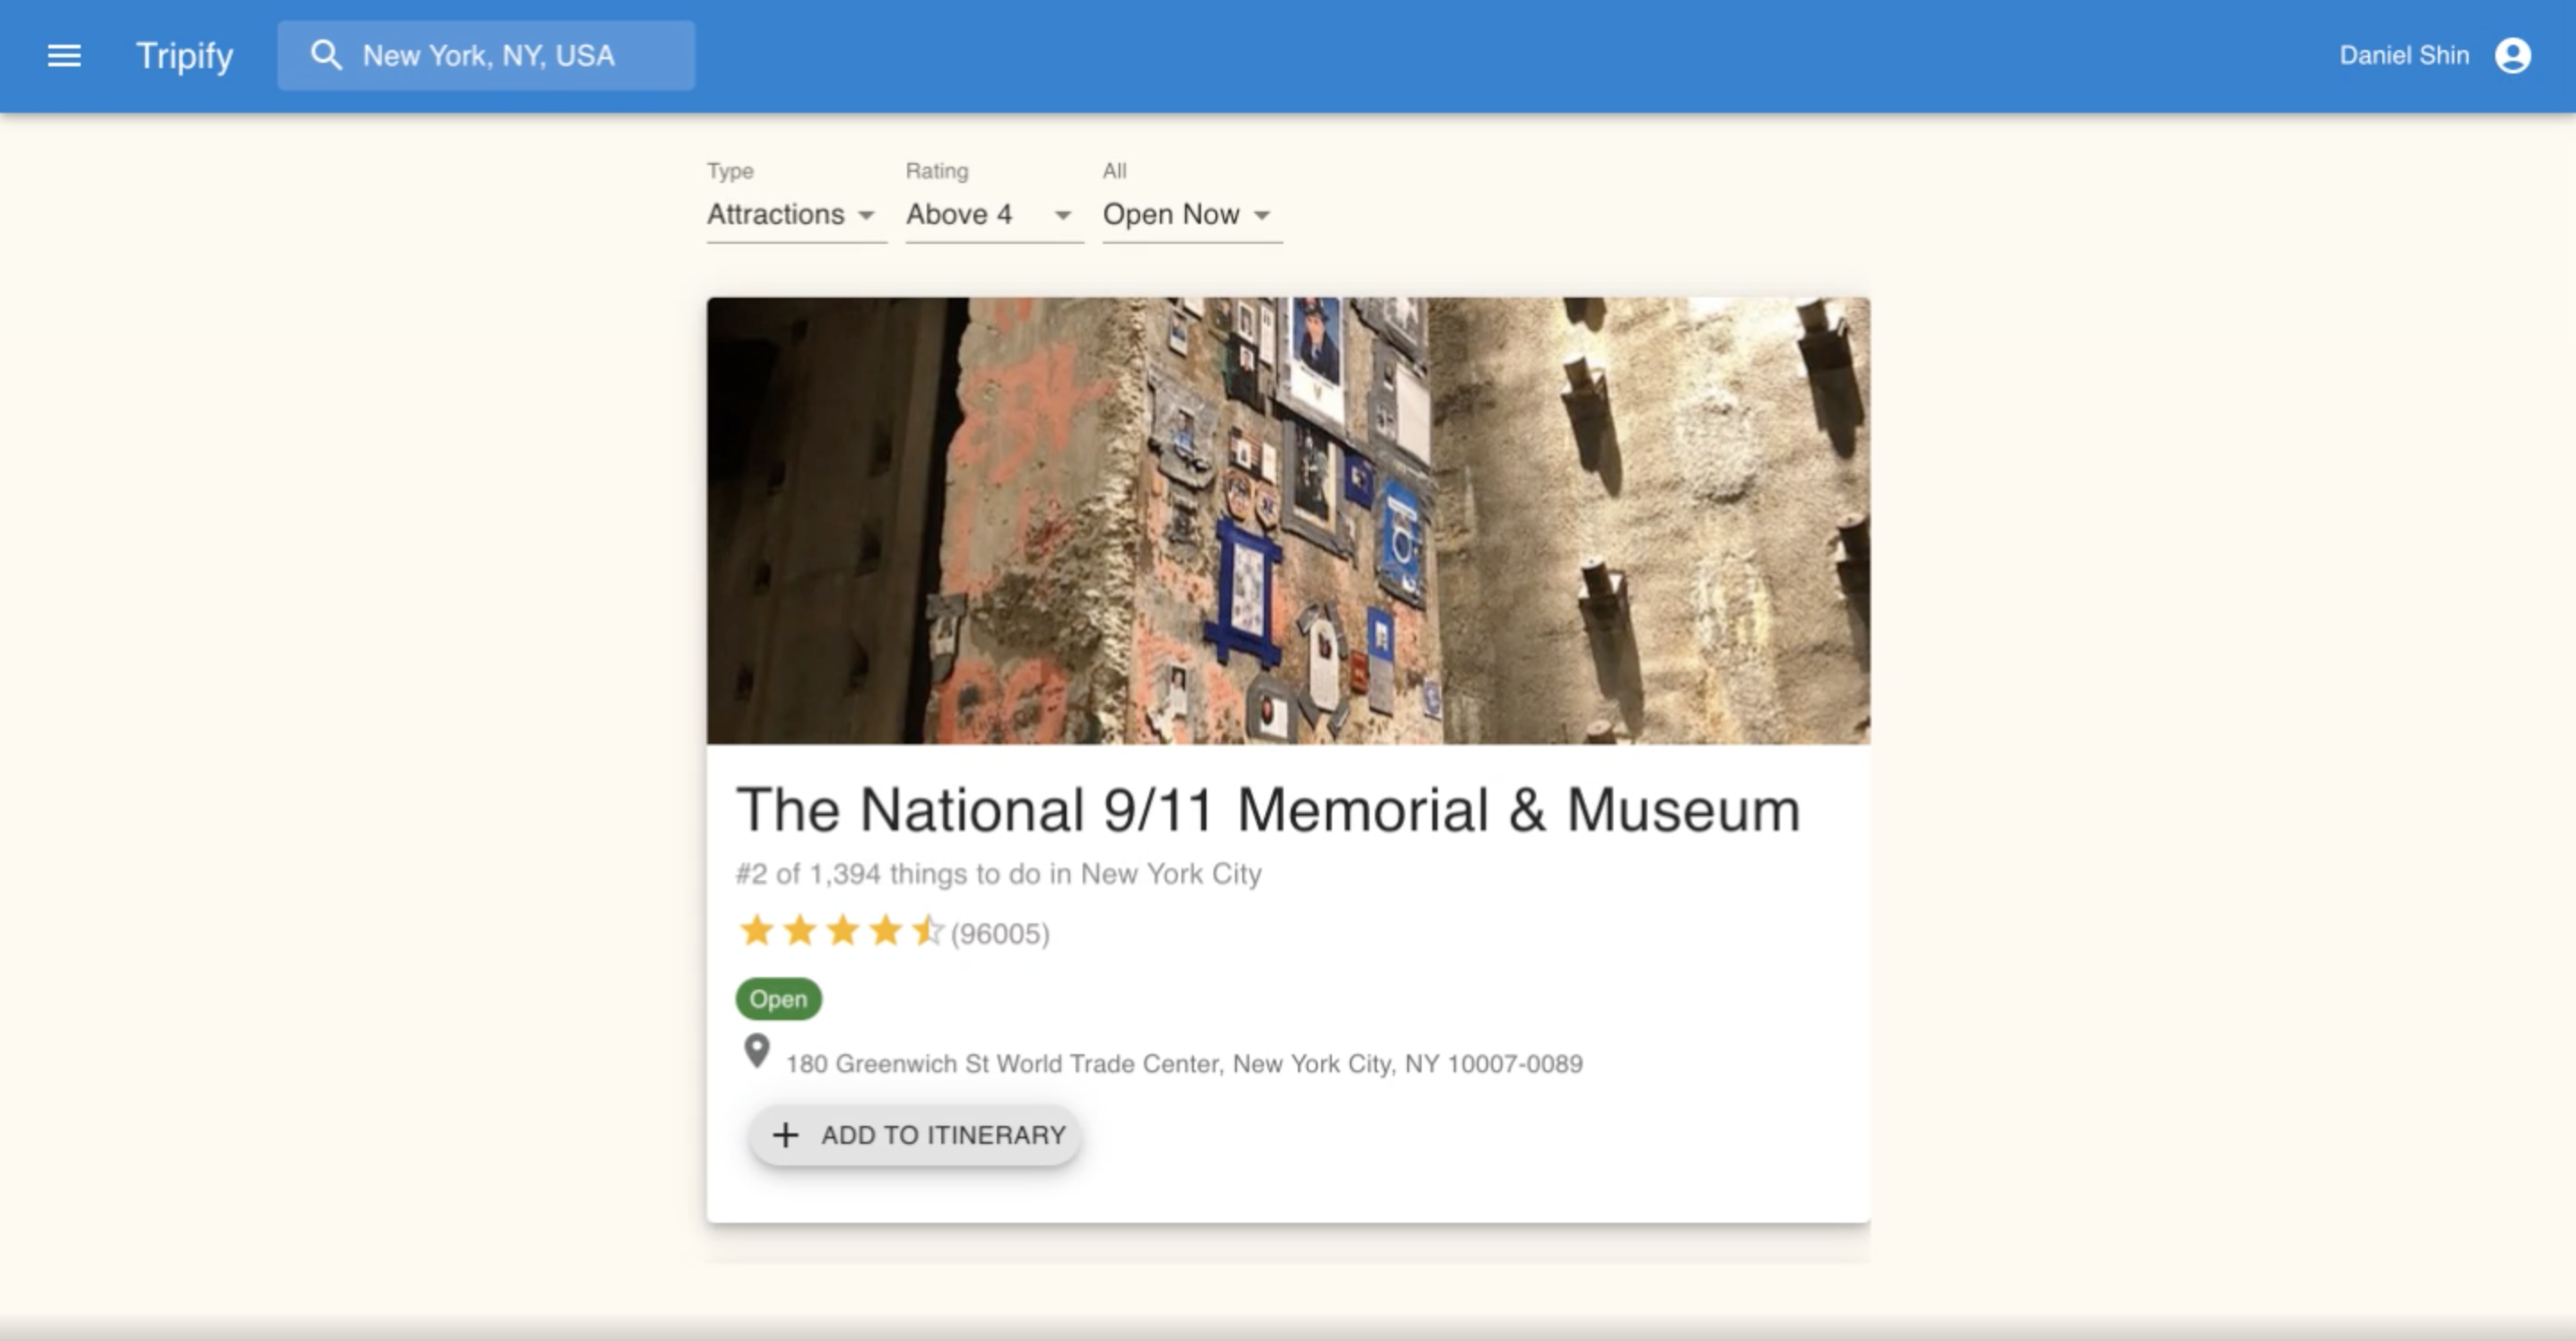 Tripify
New York, NY, USA
Daniel Shin
Type
Rating
All
Attractions
Above 4
Open Now
The National 9/11 Memorial & Museum
#2 of 1,394 things to do in New York City
(96005)
Open
180 Greenwich St World Trade Center, New York City, NY 10007-0089
+ ADD TO ITINERARY